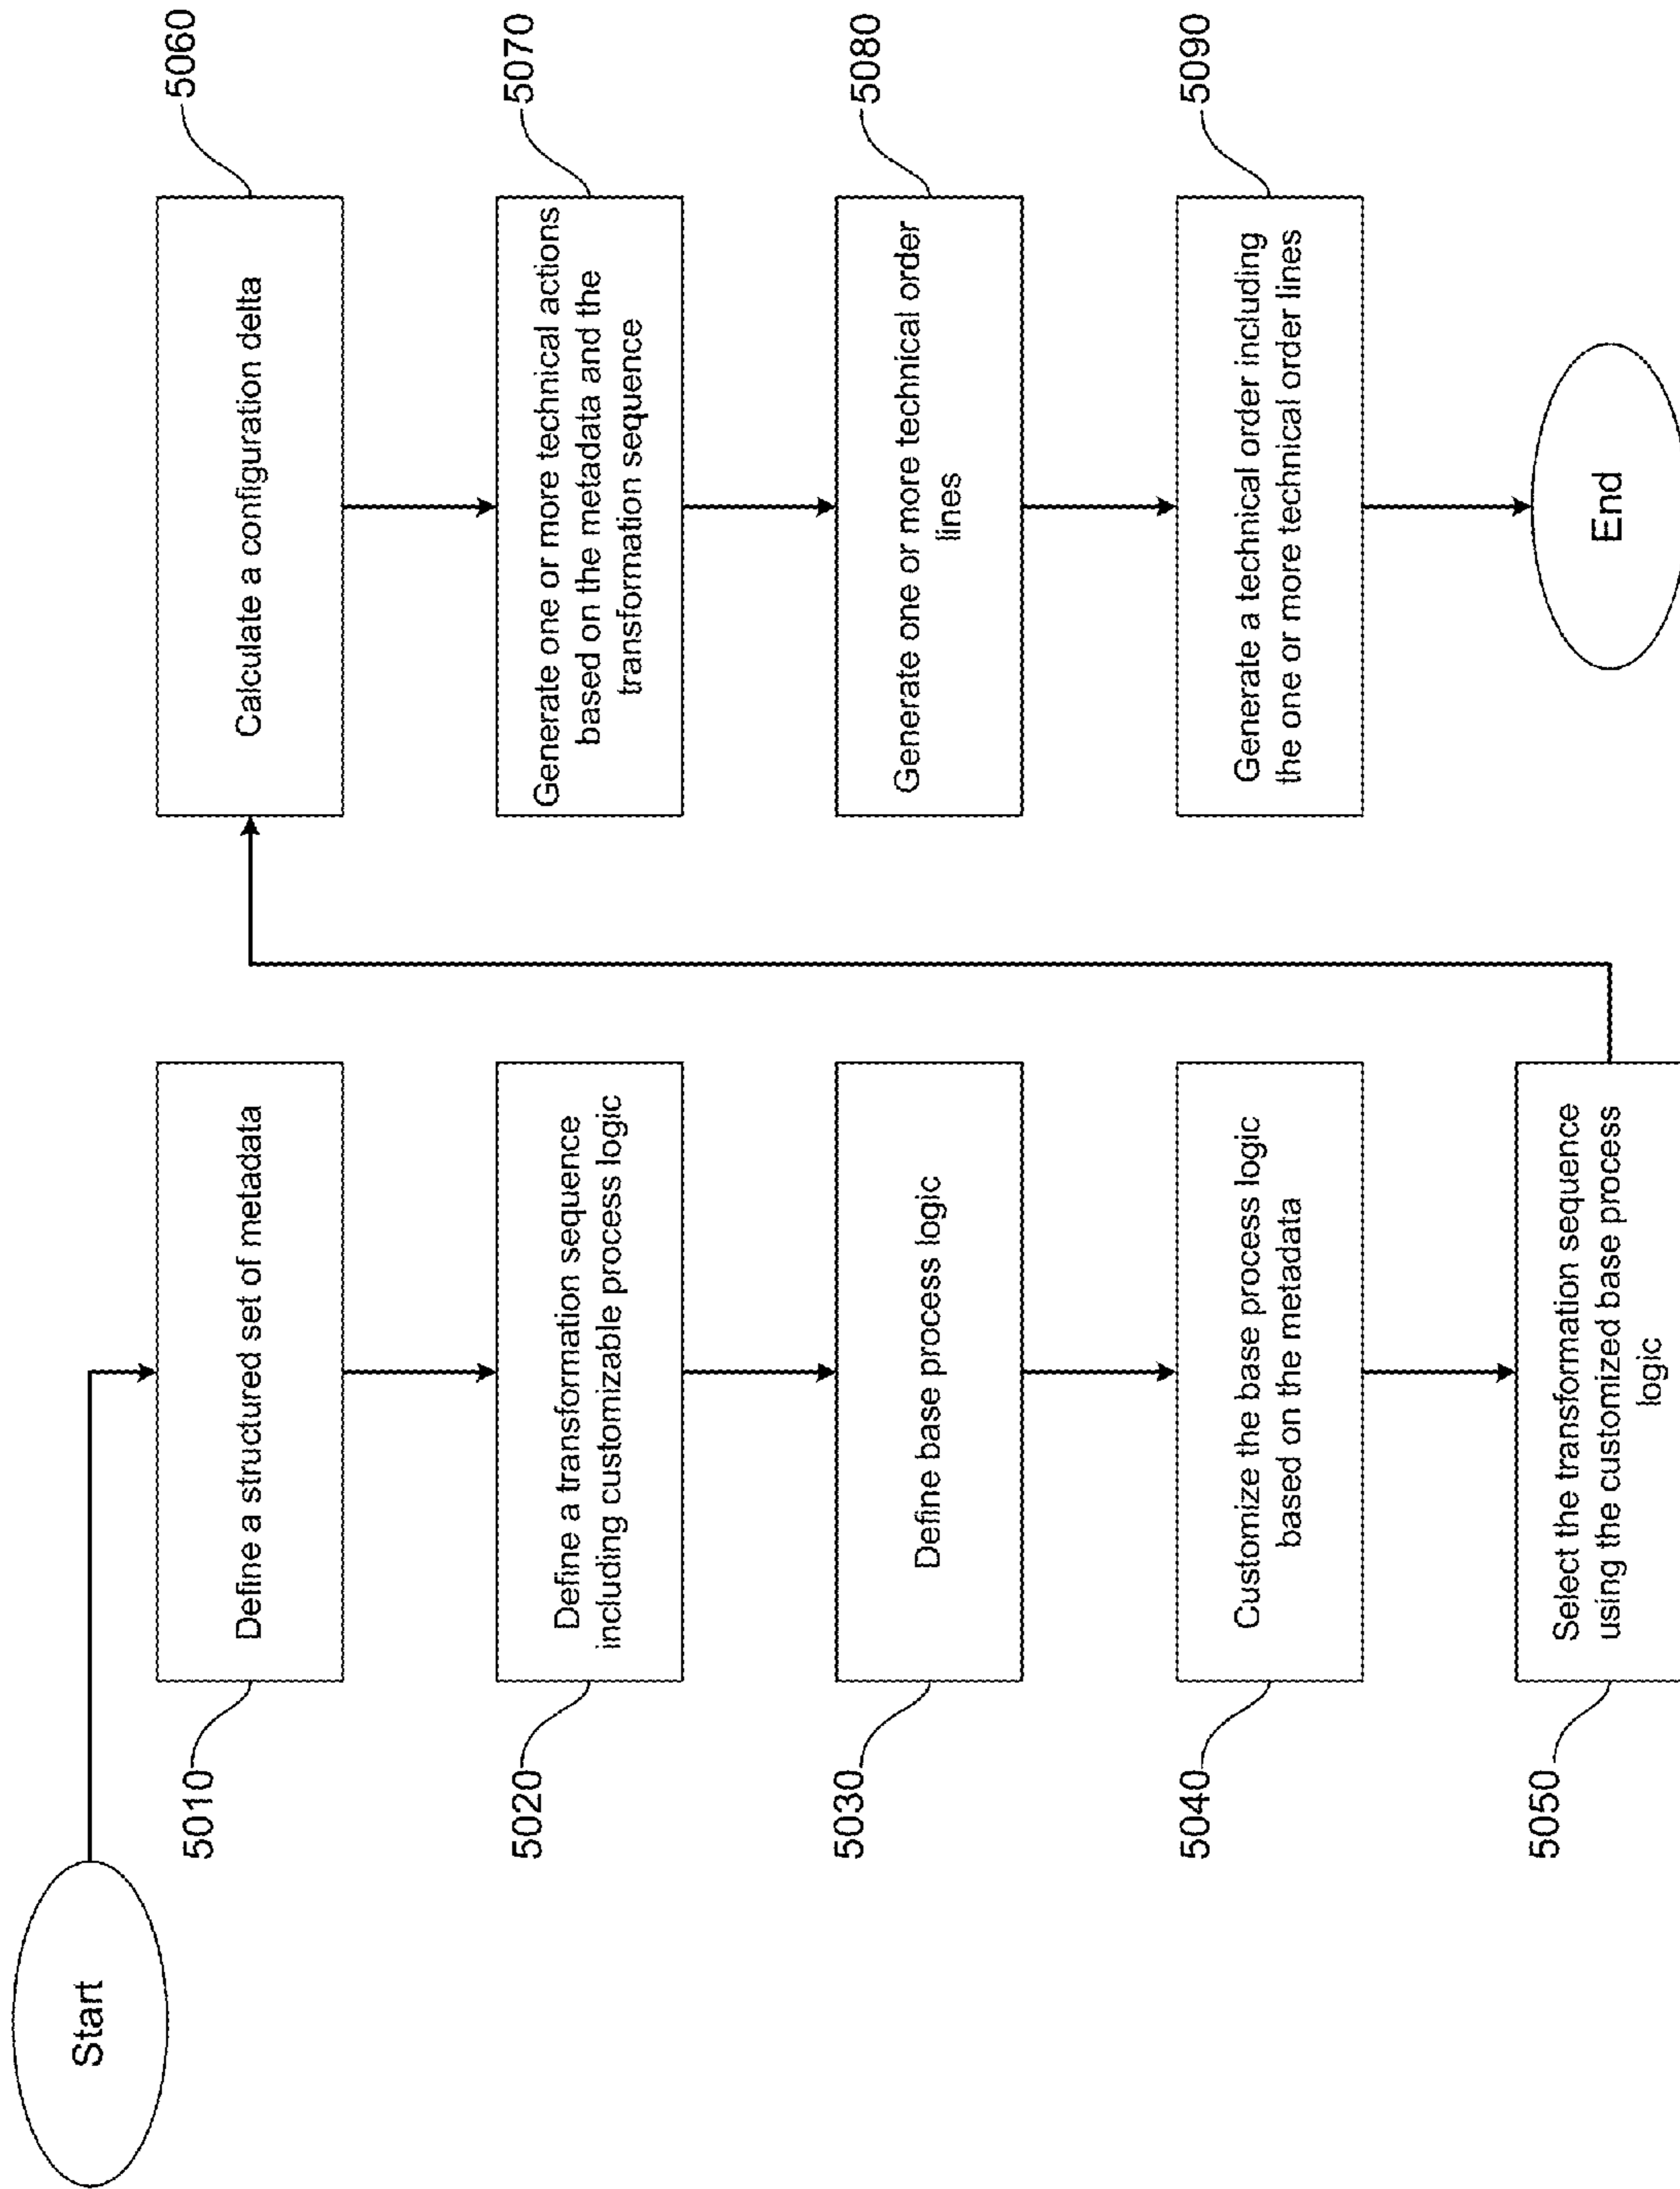 Start
5010
Define a structured set of metadata
5020
Define a transformation sequence
including customizable process logic
5030
Define base process logic
5040
Customize the base process logic
based on the metadata
5050
Select the transformation sequence
using the customized base process
logic
5060
Calculate a configuration delta
5070
Generate one or more technical actions
based on the metadata and the
transformation sequence
5080
Generate one or more technical order
lines
5090
Generate a technical order including
the one or more technical order lines
End